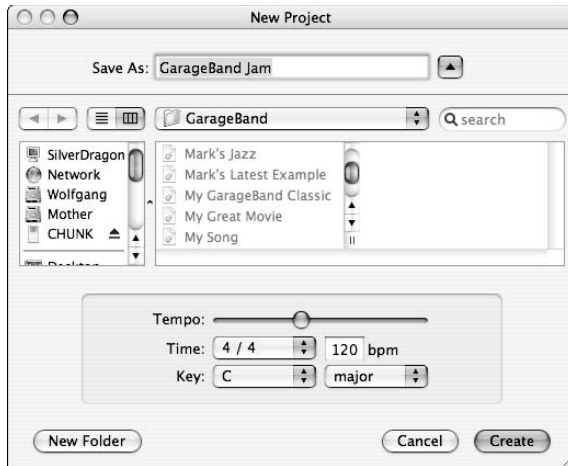 New Project
Save As: GarageBand Jam
GarageBand
search
SilverDragon
Network
Wolfgang
Mother
CHUNK
Desktop
Mark's Jazz
Mark's Latest Example
My GarageBand Classic
My Great Movie
My Song
Tempo:
Time: 4 / 4 120 bpm
Key: C major
New Folder Cancel Create